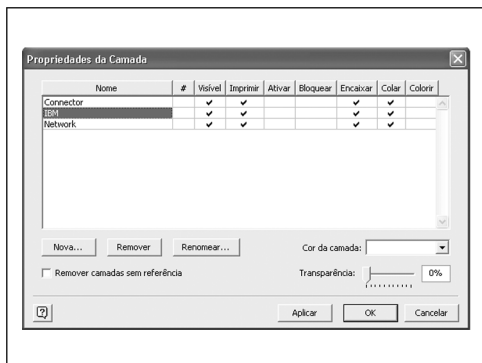 Propriedades da Camada
Nome # Visível Imprimir Ativar Bloquear Encaixar Colar Colorir
Connector
IBM
Network
Nova... Remover Renomear... Cor da camada:
Remover camadas sem referência Transparência: 0%
Aplicar OK Cancelar